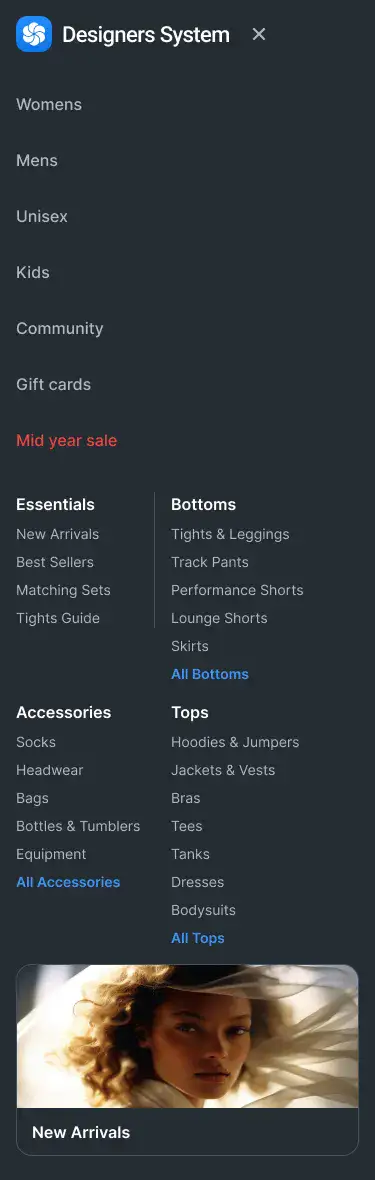 Designers System
Womens
Mens
Unisex
Kids
Community
Gift cards
Mid year sale
Essentials
New Arrivals
Best Sellers
Matching Sets
Tights Guide
Bottoms
Tights & Leggings
Track Pants
Performance Shorts
Lounge Shorts
Skirts
All Bottoms
Accessories
Socks
Headwear
Bags
Bottles & Tumblers
Equipment
All Accessories
Tops
Hoodies & Jumpers
Jackets & Vests
Bras
Tees
Tanks
Dresses
Bodysuits
All Tops
New Arrivals